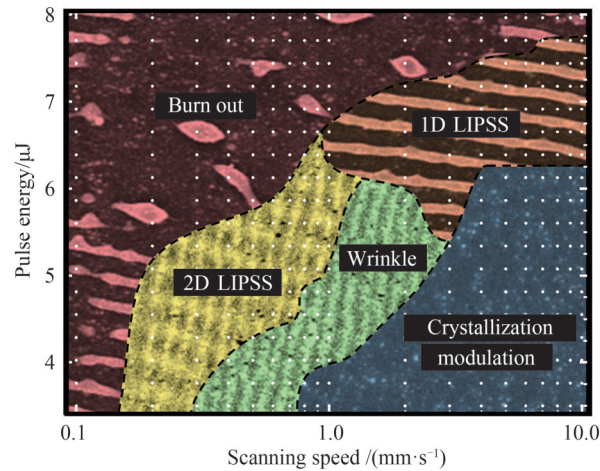 8
7
6
5
4
Pulse energy/μJ
Burn out
1D LIPSS
2D LIPSS
Wrinkle
Crystallization
modulation
0.1
1.0
10.0
Scanning speed /(mm·s⁻¹)